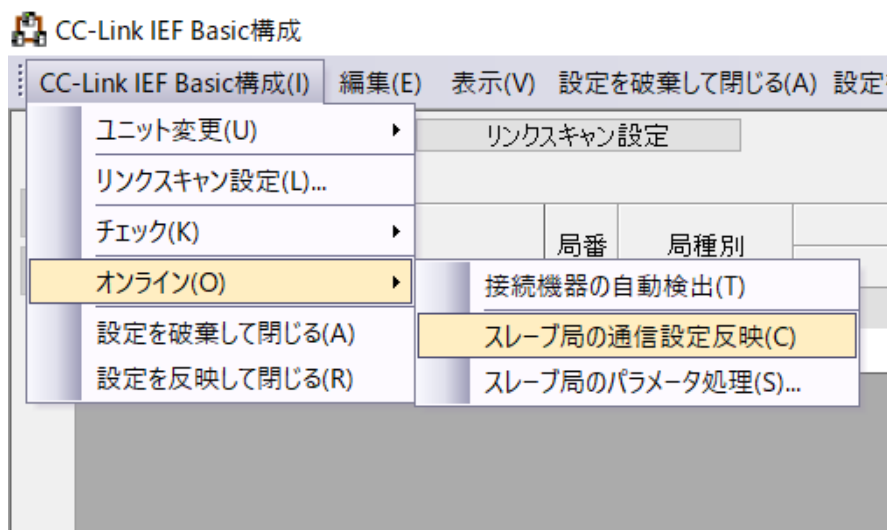 CC-Link IEF Basic構成
CC-Link IEF Basic構成(I) 編集(E) 表示(V) 設定を破棄して閉じる(A) 設定
ユニット変更(U)
リンクスキャン設定
リンクスキャン設定(L)...
チェック(K)
局番 局種別
オンライン(O)
接続機器の自動検出(T)
設定を破棄して閉じる(A)
スレーブ局の通信設定反映(C)
設定を反映して閉じる(R)
スレーブ局のパラメータ処理(S)...